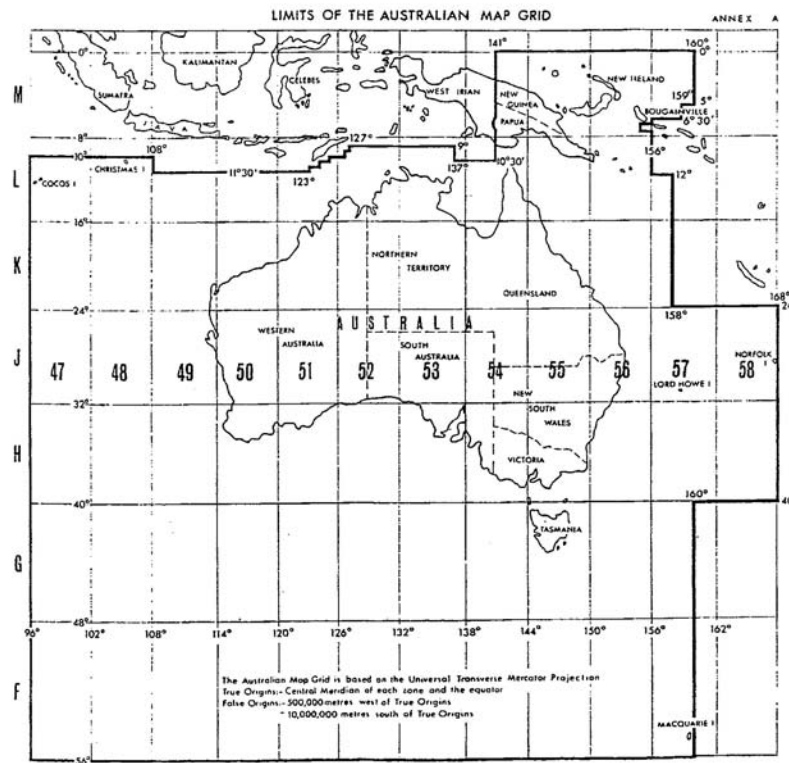 LIMITS OF THE AUSTRALIAN MAP GRID
ANNEX A
141° 160°
0° 0°
KALIMANTAN
CELEBES
WEST IRIAN
NEW IRELAND
SUMATRA
NEW GUINEA
159° 5°
M
BOUGAINVILLE
PAPUA
6° 30'
JAVA
8°
127°
9°
108°
156°
10°
137° 10°30'
CHRISTMAS I
11°30'
123°
12°
L
COCOS I
16°
NORTHERN
TERRITORY
K
QUEENSLAND
168°
24°
158°
AUSTRALIA
WESTERN
AUSTRALIA
SOUTH
AUSTRALIA
NORFOLK I
J
47 48 49 50 51 52 53 54 55 56 57 58
LORD HOWE I
NEW
SOUTH
WALES
32°
H
VICTORIA
160°
40°
TASMANIA
G
48°
96° 102° 108° 114° 120° 126° 132° 138° 144° 150° 156° 162°
The Australian Map Grid is based on the Universal Transverse Mercator Projection
True Origins:- Central Meridian of each zone and the equator
False Origins:- 500,000 metres west of True Origins
" 10,000,000 metres south of True Origins
F
MACQUARIE I
56°